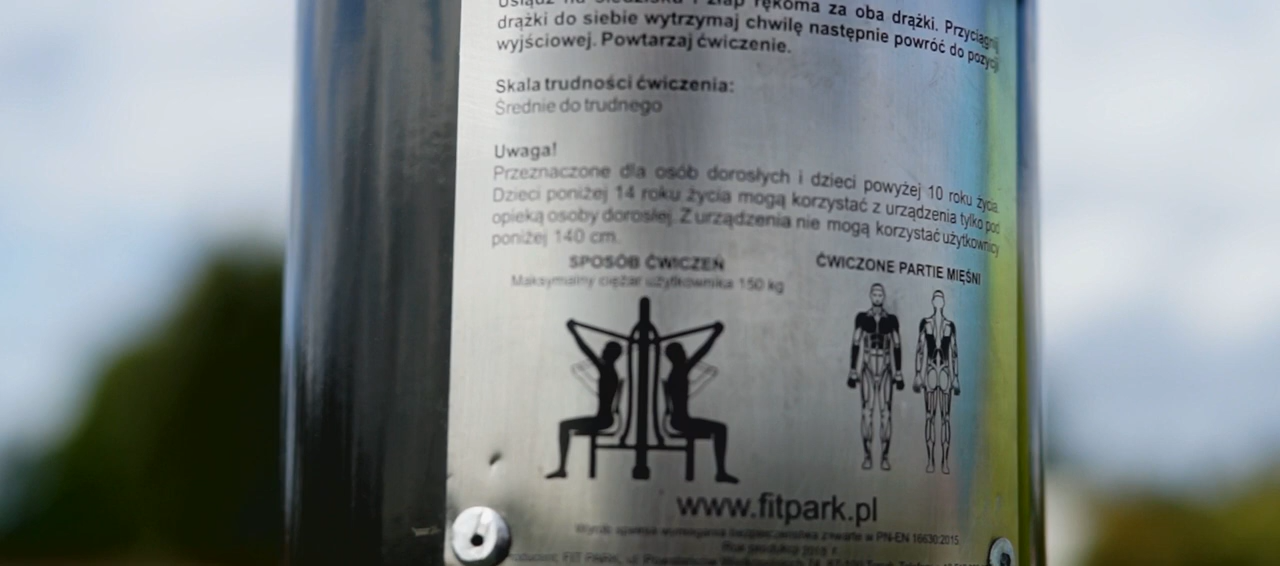 Usiądź na siedzisku i złap rękoma za oba drążki. Przyciągnij
drążki do siebie wytrzymaj chwilę następnie powróć do pozycji
wyjściowej. Powtarzaj ćwiczenie.
Skala trudności ćwiczenia:
Średnie do trudnego
Uwaga!
Przeznaczone dla osób dorosłych i dzieci powyżej 10 roku życia.
Dzieci poniżej 14 roku życia mogą korzystać z urządzenia tylko pod
opieką osoby dorosłej. Z urządzenia nie mogą korzystać użytkownicy
poniżej 140 cm.
SPOSÓB ĆWICZEŃ
Maksymalny ciężar użytkownika 150 kg
ĆWICZONE PARTIE MIĘŚNI
www.fitpark.pl
Wyrób spełnia wymagania bezpieczeństwa zawarte w PN-EN 16630:2015
Rok produkcji r.
Producent: FIT PARK, ul.